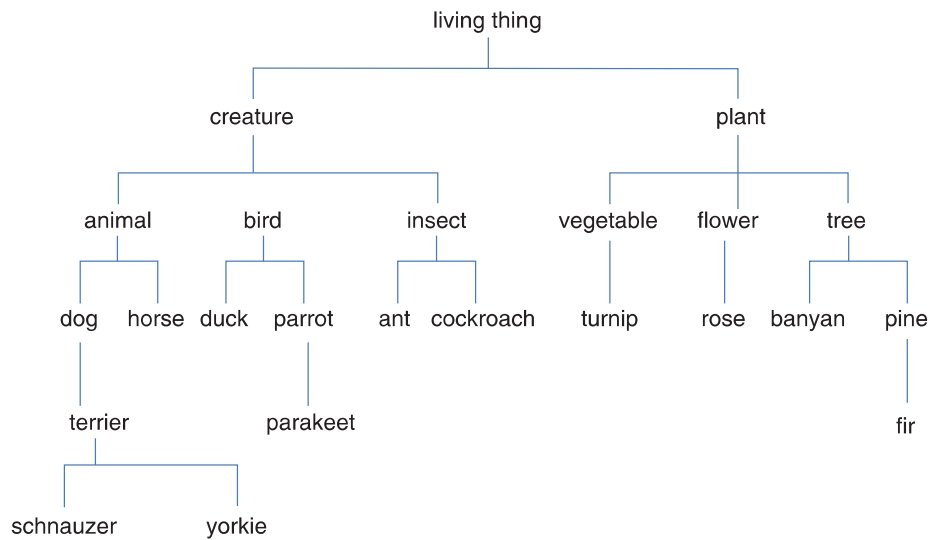 living thing
creature plant
animal bird insect vegetable flower tree
dog horse duck parrot ant cockroach turnip rose banyan pine
terrier parakeet fir
schnauzer yorkie